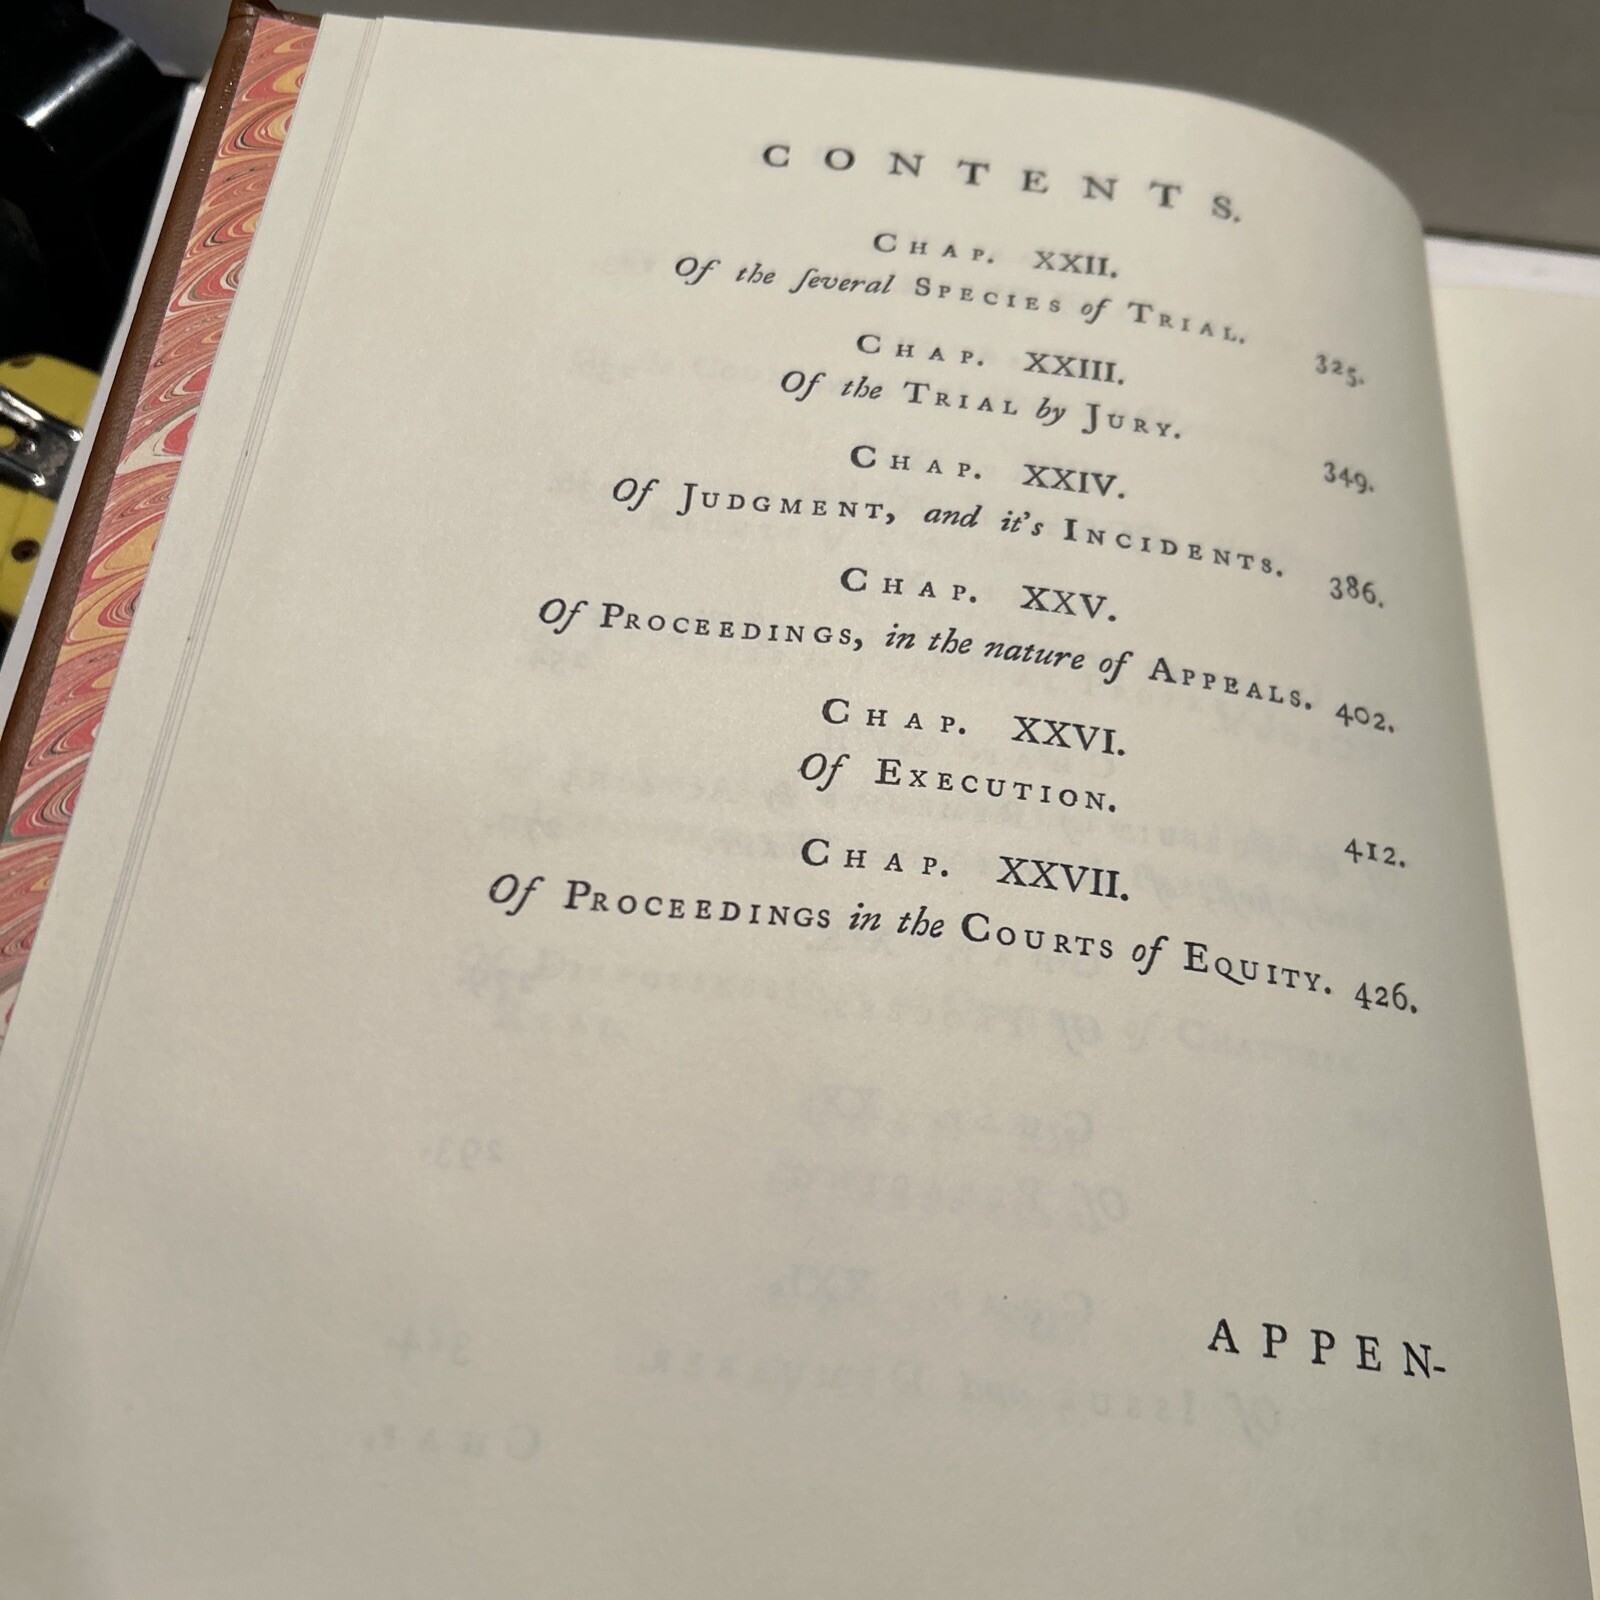 CONTENTS.
CHAP. XXII.
Of the ſeveral SPECIES of TRIAL. 325.
CHAP. XXIII.
Of the TRIAL by JURY. 349.
CHAP. XXIV.
Of JUDGMENT, and it's INCIDENTS. 386.
CHAP. XXV.
Of PROCEEDINGS, in the nature of APPEALS. 402.
CHAP. XXVI.
Of EXECUTION. 412.
CHAP. XXVII.
Of PROCEEDINGS in the COURTS of EQUITY. 426.
APPEN-